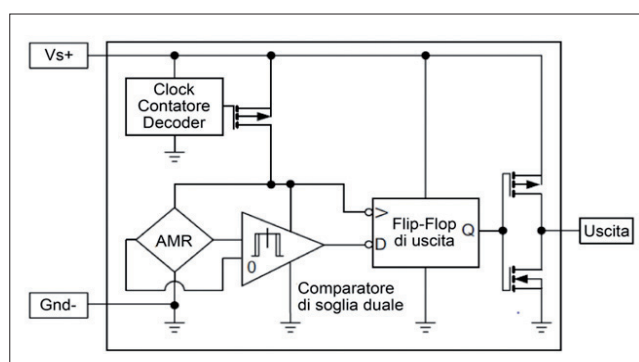 Vs+
Clock
Contatore
Decoder
AMR
0
>
D
Flip-Flop
di uscita
Q
Uscita
Comparatore
di soglia duale
Gnd-